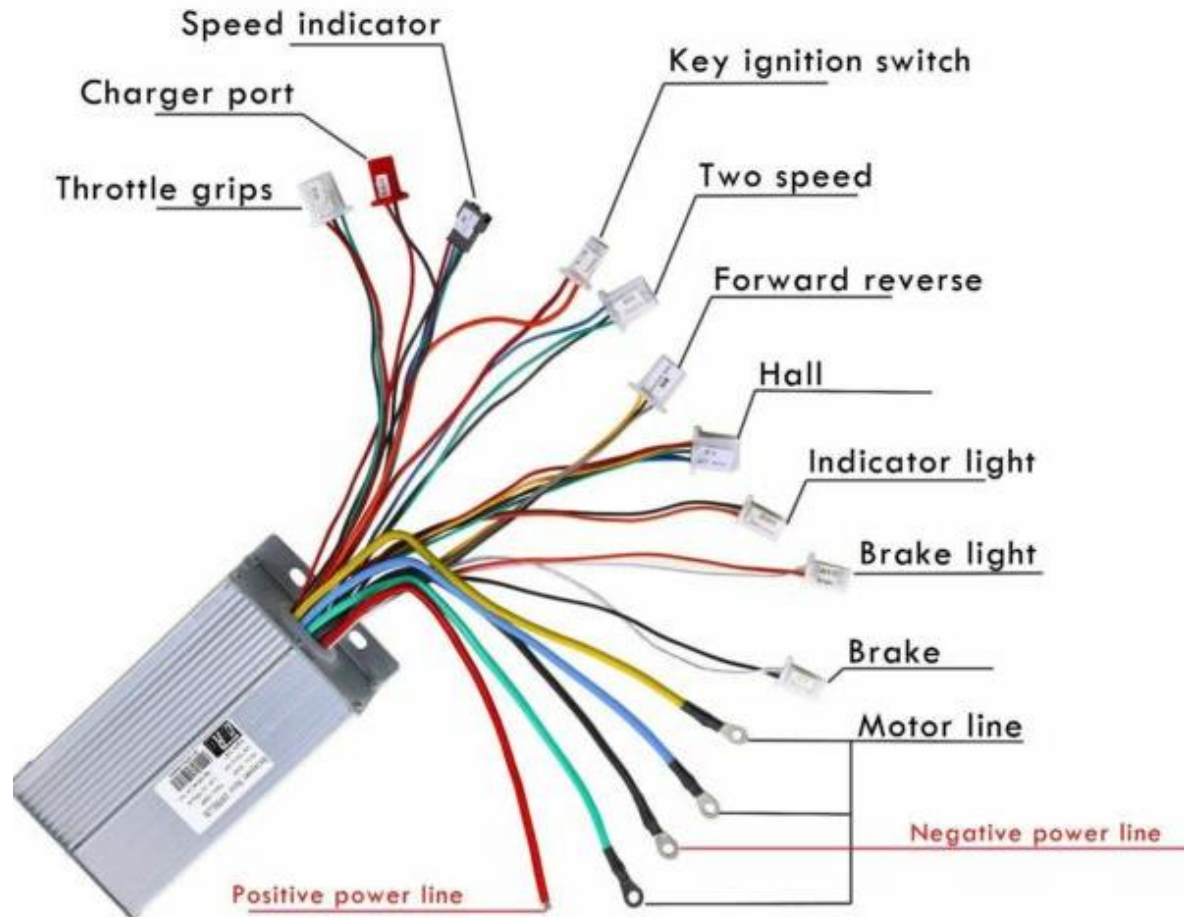 Speed indicator
Key ignition switch
Charger port
Two speed
Throttle grips
Forward reverse
Hall
Indicator light
Brake light
Brake
Motor line
Negative power line
Positive power line